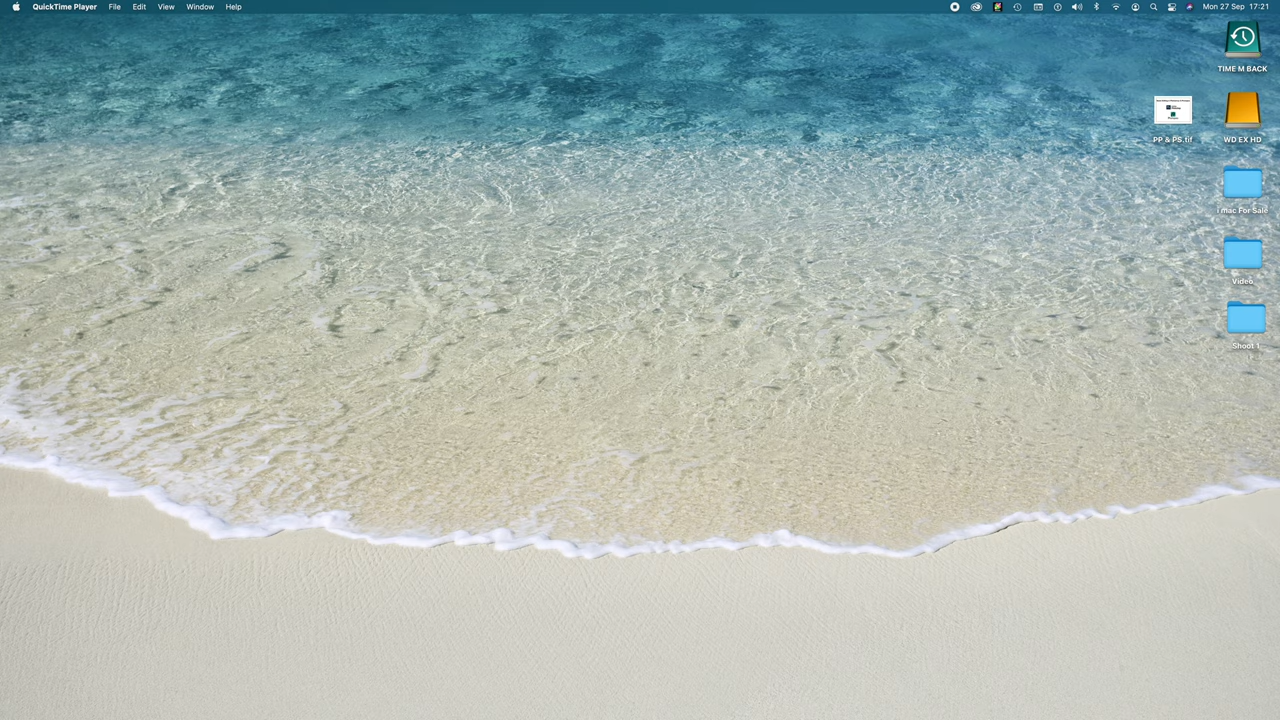 QuickTime Player File Edit View Window Help Mon 27 Sep 17:21
TIME M BACK
PP & PS.tif
WD EX HD
i mac For Sale
Video
Shoot 1